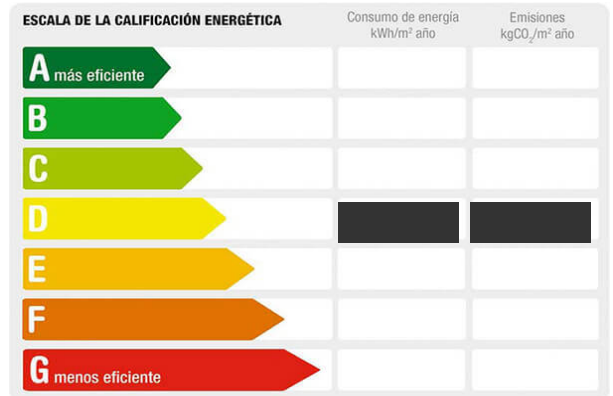 ESCALA DE LA CALIFICACIÓN ENERGÉTICA
Consumo de energía
kWh/m² año
Emisiones
kgCO₂/m² año
A más eficiente
B
C
D
E
F
G menos eficiente